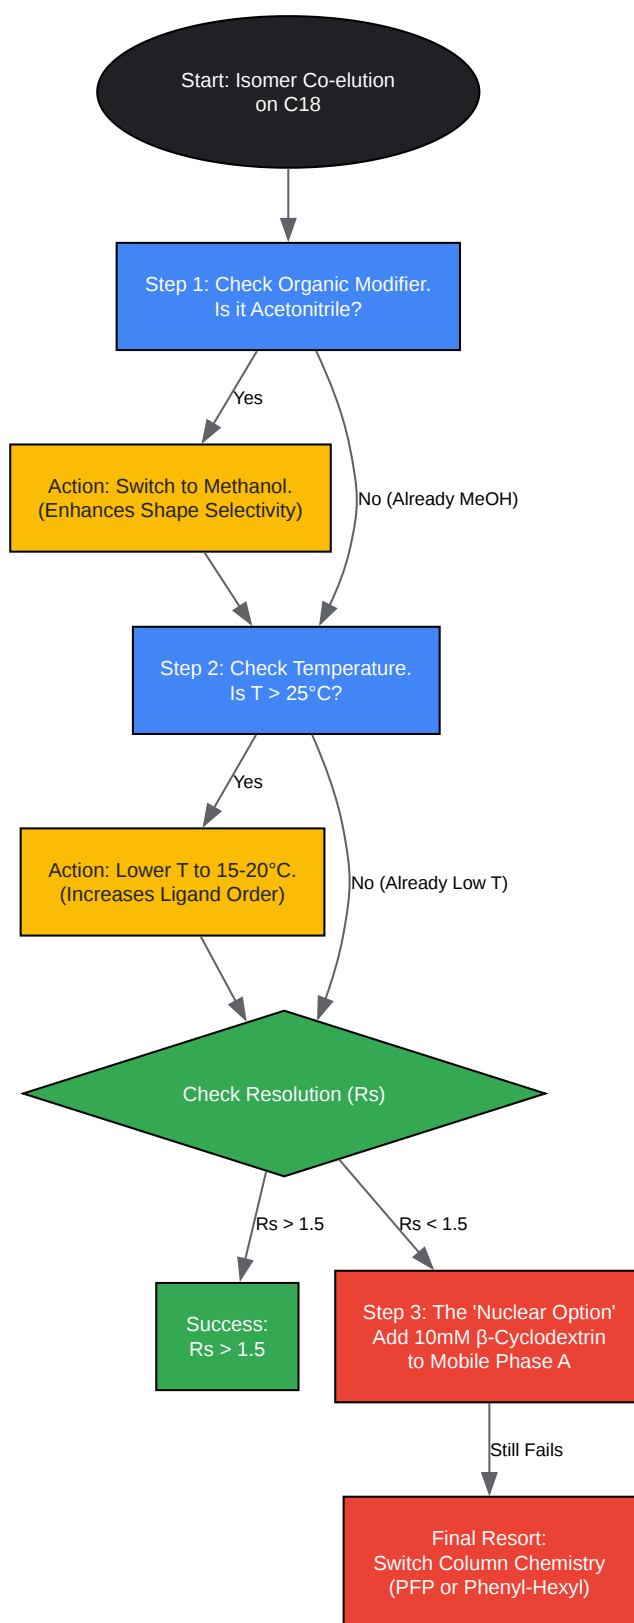 Start: Isomer Co-elution
on C18
Step 1: Check Organic Modifier.
Is it Acetonitrile?
Yes
Action: Switch to Methanol.
(Enhances Shape Selectivity)
No (Already MeOH)
Step 2: Check Temperature.
Is T > 25°C?
Yes
Action: Lower T to 15-20°C.
(Increases Ligand Order)
No (Already Low T)
Check Resolution (Rs)
Rs > 1.5
Rs < 1.5
Success:
Rs > 1.5
Step 3: The 'Nuclear Option'
Add 10mM β-Cyclodextrin
to Mobile Phase A
Still Fails
Final Resort:
Switch Column Chemistry
(PFP or Phenyl-Hexyl)